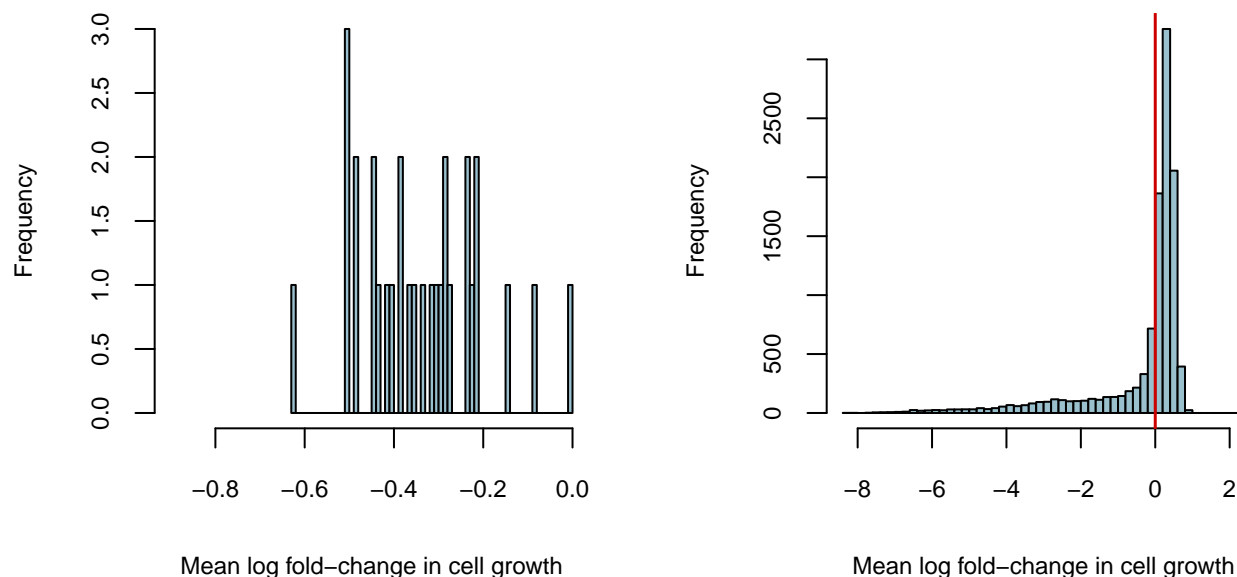 Frequency
0.0 0.5 1.0 1.5 2.0 2.5 3.0
−0.8 −0.6 −0.4 −0.2 0.0
Mean log fold−change in cell growth
Frequency
0 500 1500 2500
−8 −6 −4 −2 0 2
Mean log fold−change in cell growth